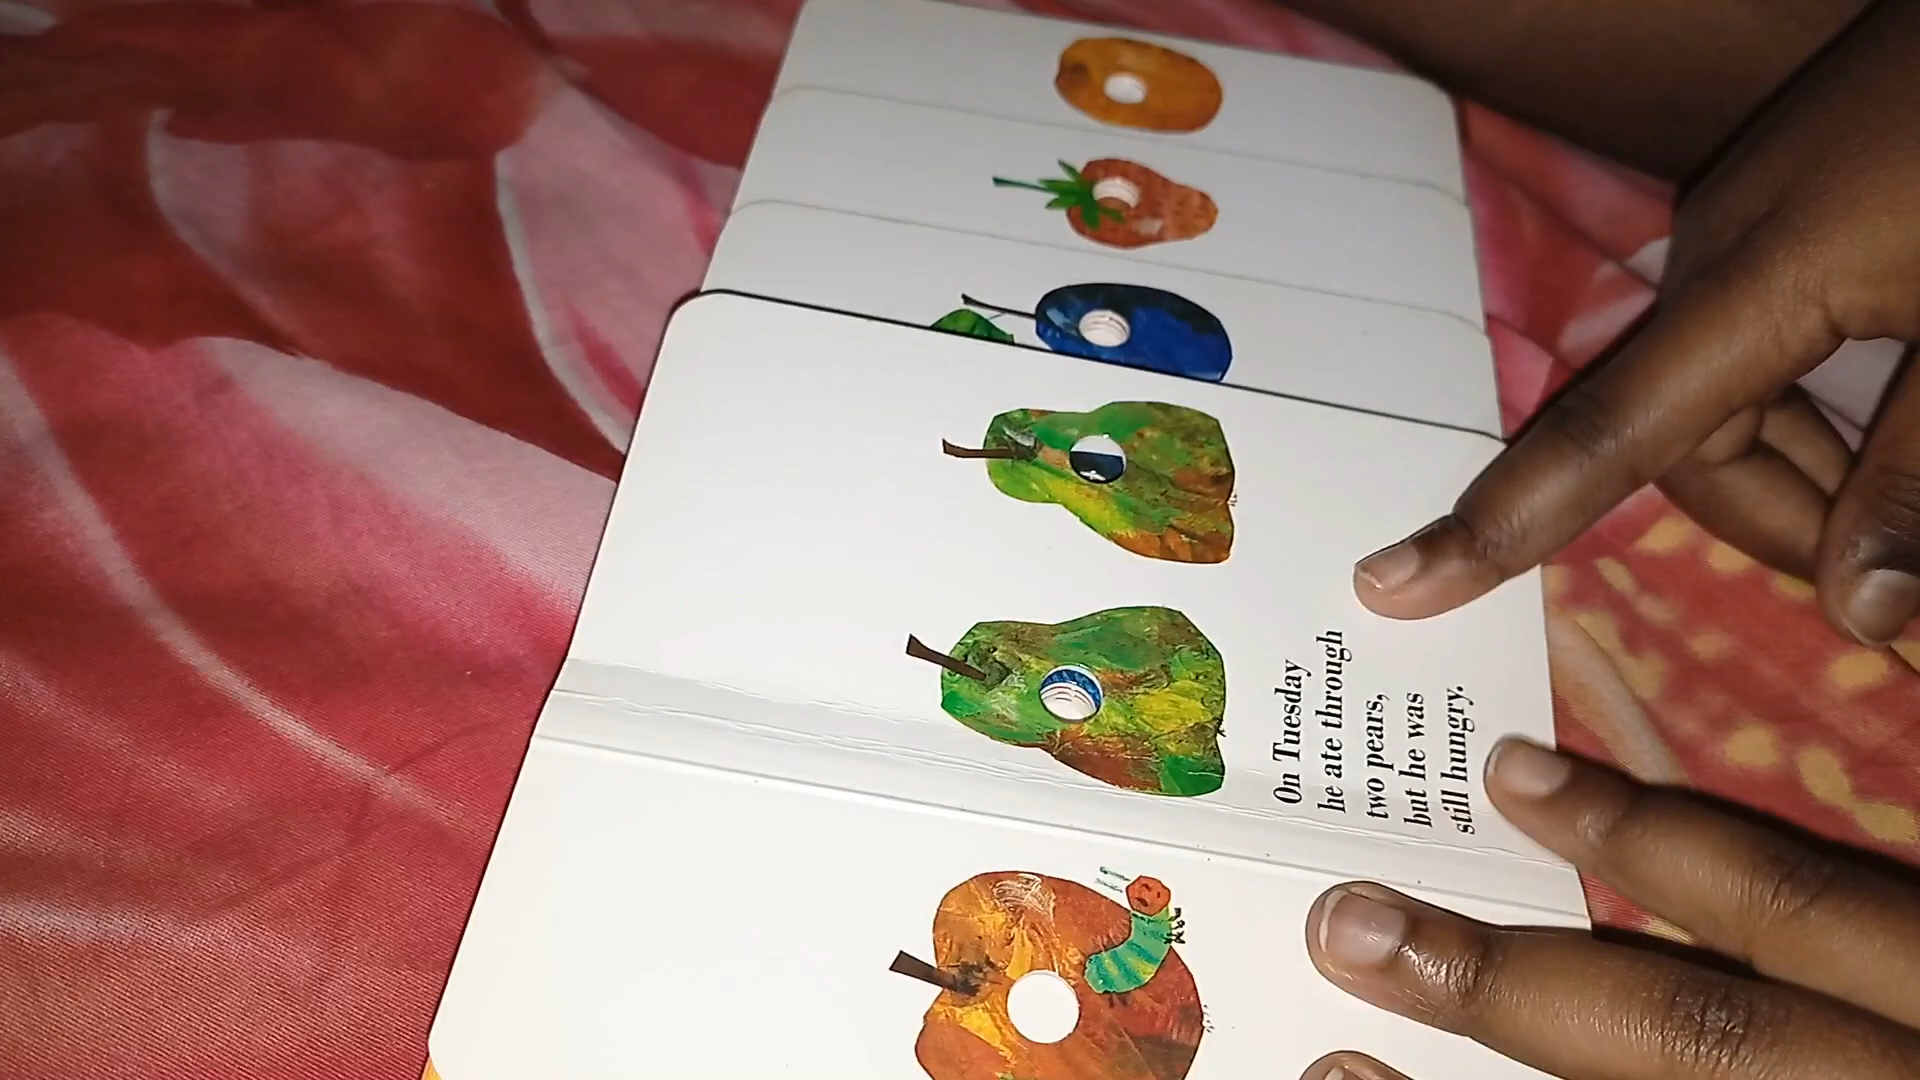 On Tuesday
he ate through
two pears,
but he was
still hungry.